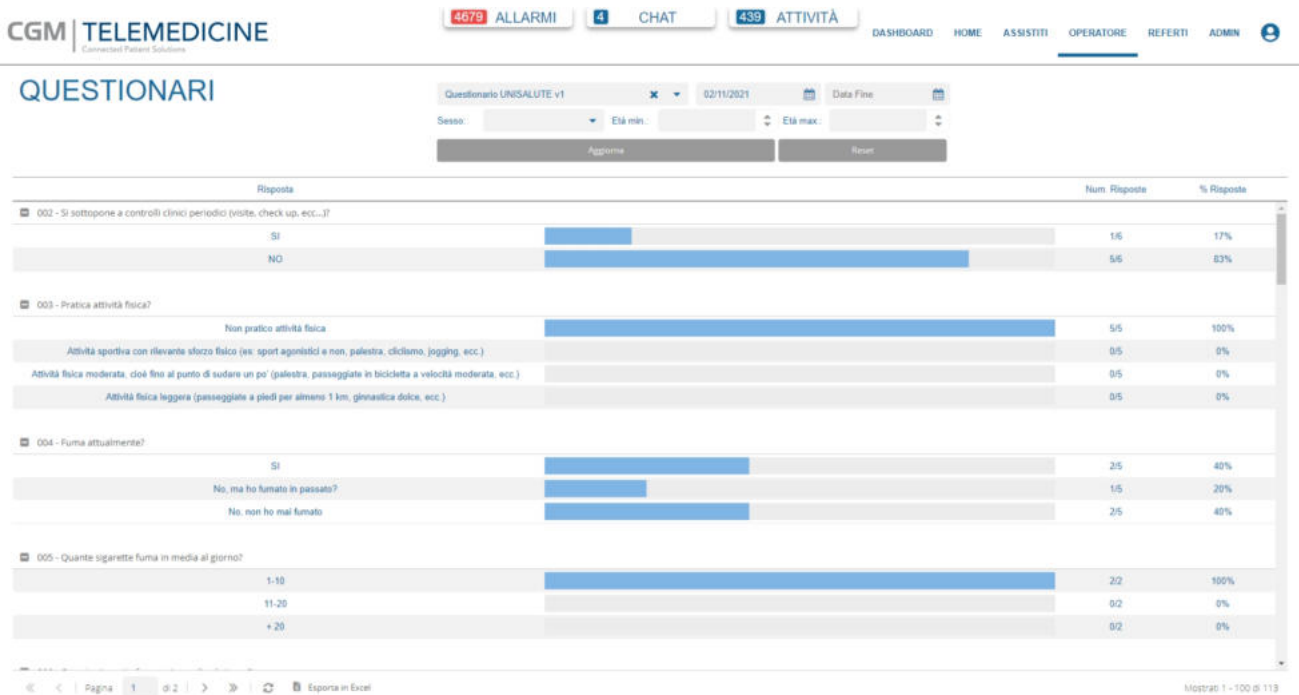 4679 ALLARMI 4 CHAT 439 ATTIVITÀ
CGM TELEMEDICINE
Connected Patient Solutions
DASHBOARD HOME ASSISTITI OPERATORE REFERTI ADMIN
QUESTIONARI
Questionario UNISALUTE v1 02/11/2021 Data Fine
Sesso: Età min.: Età max.:
Aggiorna Reset
Risposta Num. Risposte % Risposta
002 - Si sottopone a controlli clinici periodici (visite, check up, ecc...)?
SI 1/6 17%
NO 5/6 83%
003 - Pratica attività fisica?
Non pratico attività fisica 5/5 100%
Attività sportiva con rilevante sforzo fisico (es: sport agonistici e non, palestra, cliclismo, jogging, ecc.) 0/5 0%
Attività fisica moderata, cioè fino al punto di sudare un po' (palestra, passeggiate in bicicletta a velocità moderata, ecc.) 0/5 0%
Attività fisica leggera (passeggiate a piedi per almeno 1 km, ginnastica dolce, ecc.) 0/5 0%
004 - Fuma attualmente?
SI 2/5 40%
No, ma ho fumato in passato? 1/5 20%
No, non ho mai fumato 2/5 40%
005 - Quante sigarette fuma in media al giorno?
1-10 2/2 100%
11-20 0/2 0%
+ 20 0/2 0%
Pagina 1 di 2 Esporta in Excel Mostrati 1 - 100 di 113